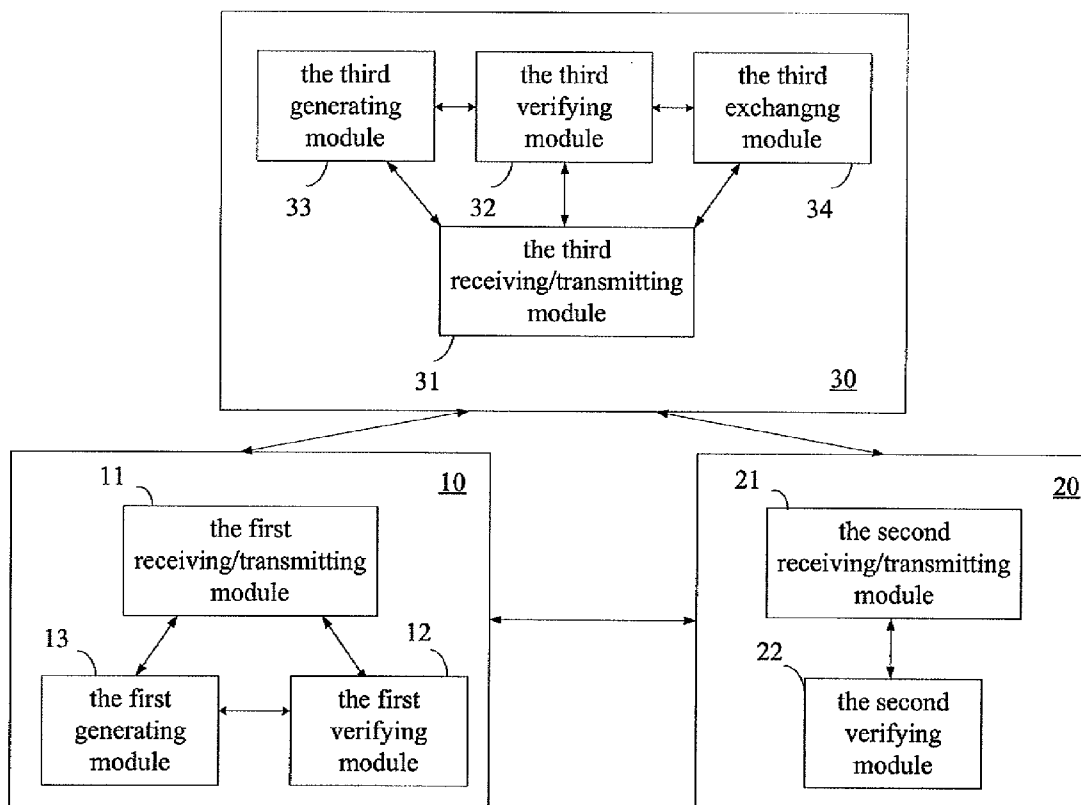 the third
generating
module
the third
verifying
module
the third
exchangng
module
33
32
34
the third
receiving/transmitting
module
31
30
11
10
the first
receiving/transmitting
module
13
12
the first
generating
module
the first
verifying
module
21
20
the second
receiving/transmitting
module
22
the second
verifying
module